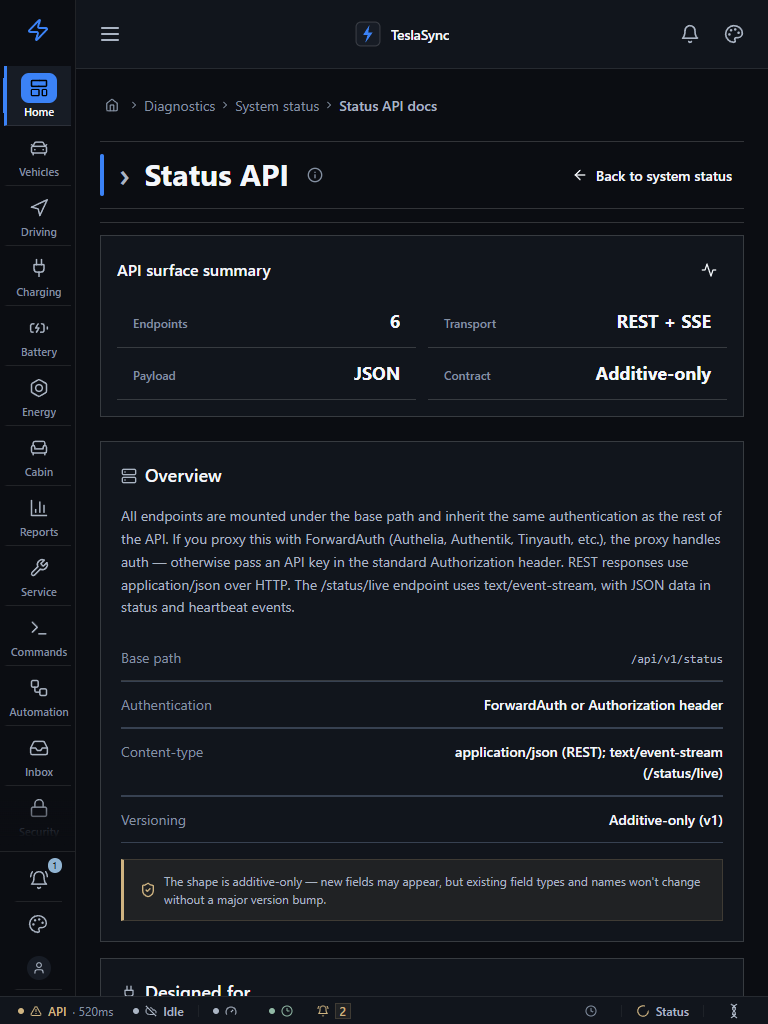 TeslaSync
Home
Vehicles
Driving
Charging
Battery
Energy
Cabin
Reports
Service
Commands
Automation
Inbox
Security
1
Diagnostics > System status > Status API docs
Status API
Back to system status
API surface summary
Endpoints 6
Transport REST + SSE
Payload JSON
Contract Additive-only
Overview
All endpoints are mounted under the base path and inherit the same authentication as the rest of
the API. If you proxy this with ForwardAuth (Authelia, Authentik, Tinyauth, etc.), the proxy handles
auth — otherwise pass an API key in the standard Authorization header. REST responses use
application/json over HTTP. The /status/live endpoint uses text/event-stream, with JSON data in
status and heartbeat events.
Base path /api/v1/status
Authentication ForwardAuth or Authorization header
Content-type application/json (REST); text/event-stream
(/status/live)
Versioning Additive-only (v1)
The shape is additive-only — new fields may appear, but existing field types and names won't change
without a major version bump.
Designed for
API · 520ms Idle 2 Status